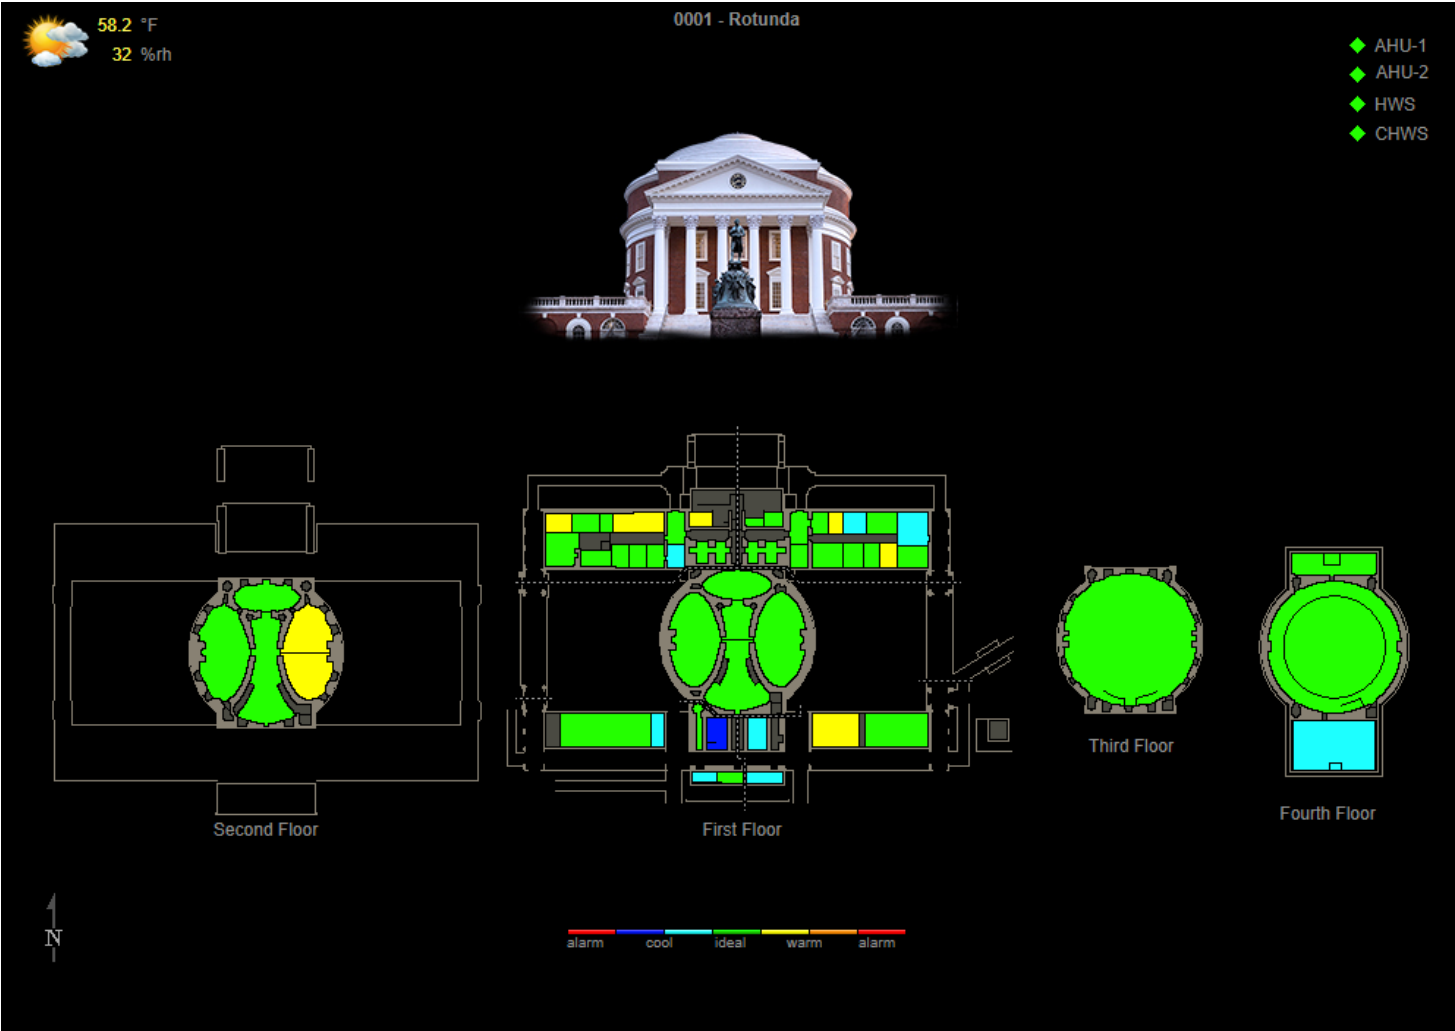 58.2 °F
32 %rh
0001 - Rotunda
AHU-1
AHU-2
HWS
CHWS
Second Floor
First Floor
Third Floor
Fourth Floor
N
alarm cool ideal warm alarm